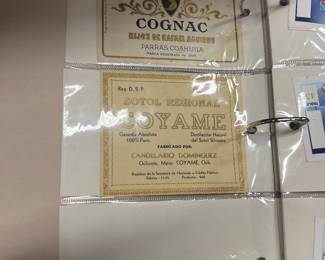 COGNAC
HIJOS DE RAFAEL AGUIRRE
PARRAS, COAHUILA
Reg. D. S. P.
SOTOL REGIONAL
COYAME
Garantía Absoluta
100% Puro.
Destilación Natural
del Sotol Silvestre
FABRICADO POR:
CANDELARIO DOMINGUEZ
COYAME, Chih.